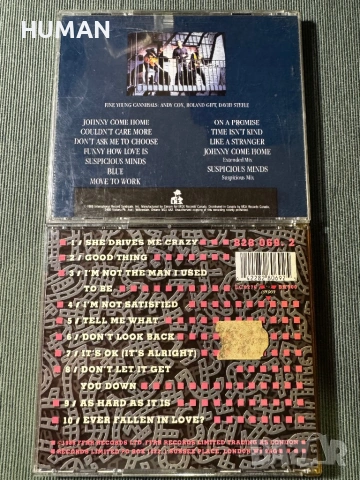 HUMAN
FINE YOUNG CANNIBALS: ANDY COX, ROLAND GIFT, DAVID STEELE
JOHNNY COME HOME
COULDN'T CARE MORE
DON'T ASK ME TO CHOOSE
FUNNY HOW LOVE IS
SUSPICIOUS MINDS
BLUE
MOVE TO WORK
ON A PROMISE
TIME ISN'T KIND
LIKE A STRANGER
JOHNNY COME HOME
Extended Mix
SUSPICIOUS MINDS
Suspicious Mix
1 / SHE DRIVES ME CRAZY
828 069. 2
2 / GOOD THING
3 / I'M NOT THE MAN I USED
TO BE
4 / I'M NOT SATISFIED
5 / TELL ME WHAT
6 / DON'T LOOK BACK
7 / IT'S OK (IT'S ALRIGHT)
8 / DON'T LET IT GET
YOU DOWN
9 / AS HARD AS IT IS
10 / EVER FALLEN IN LOVE?